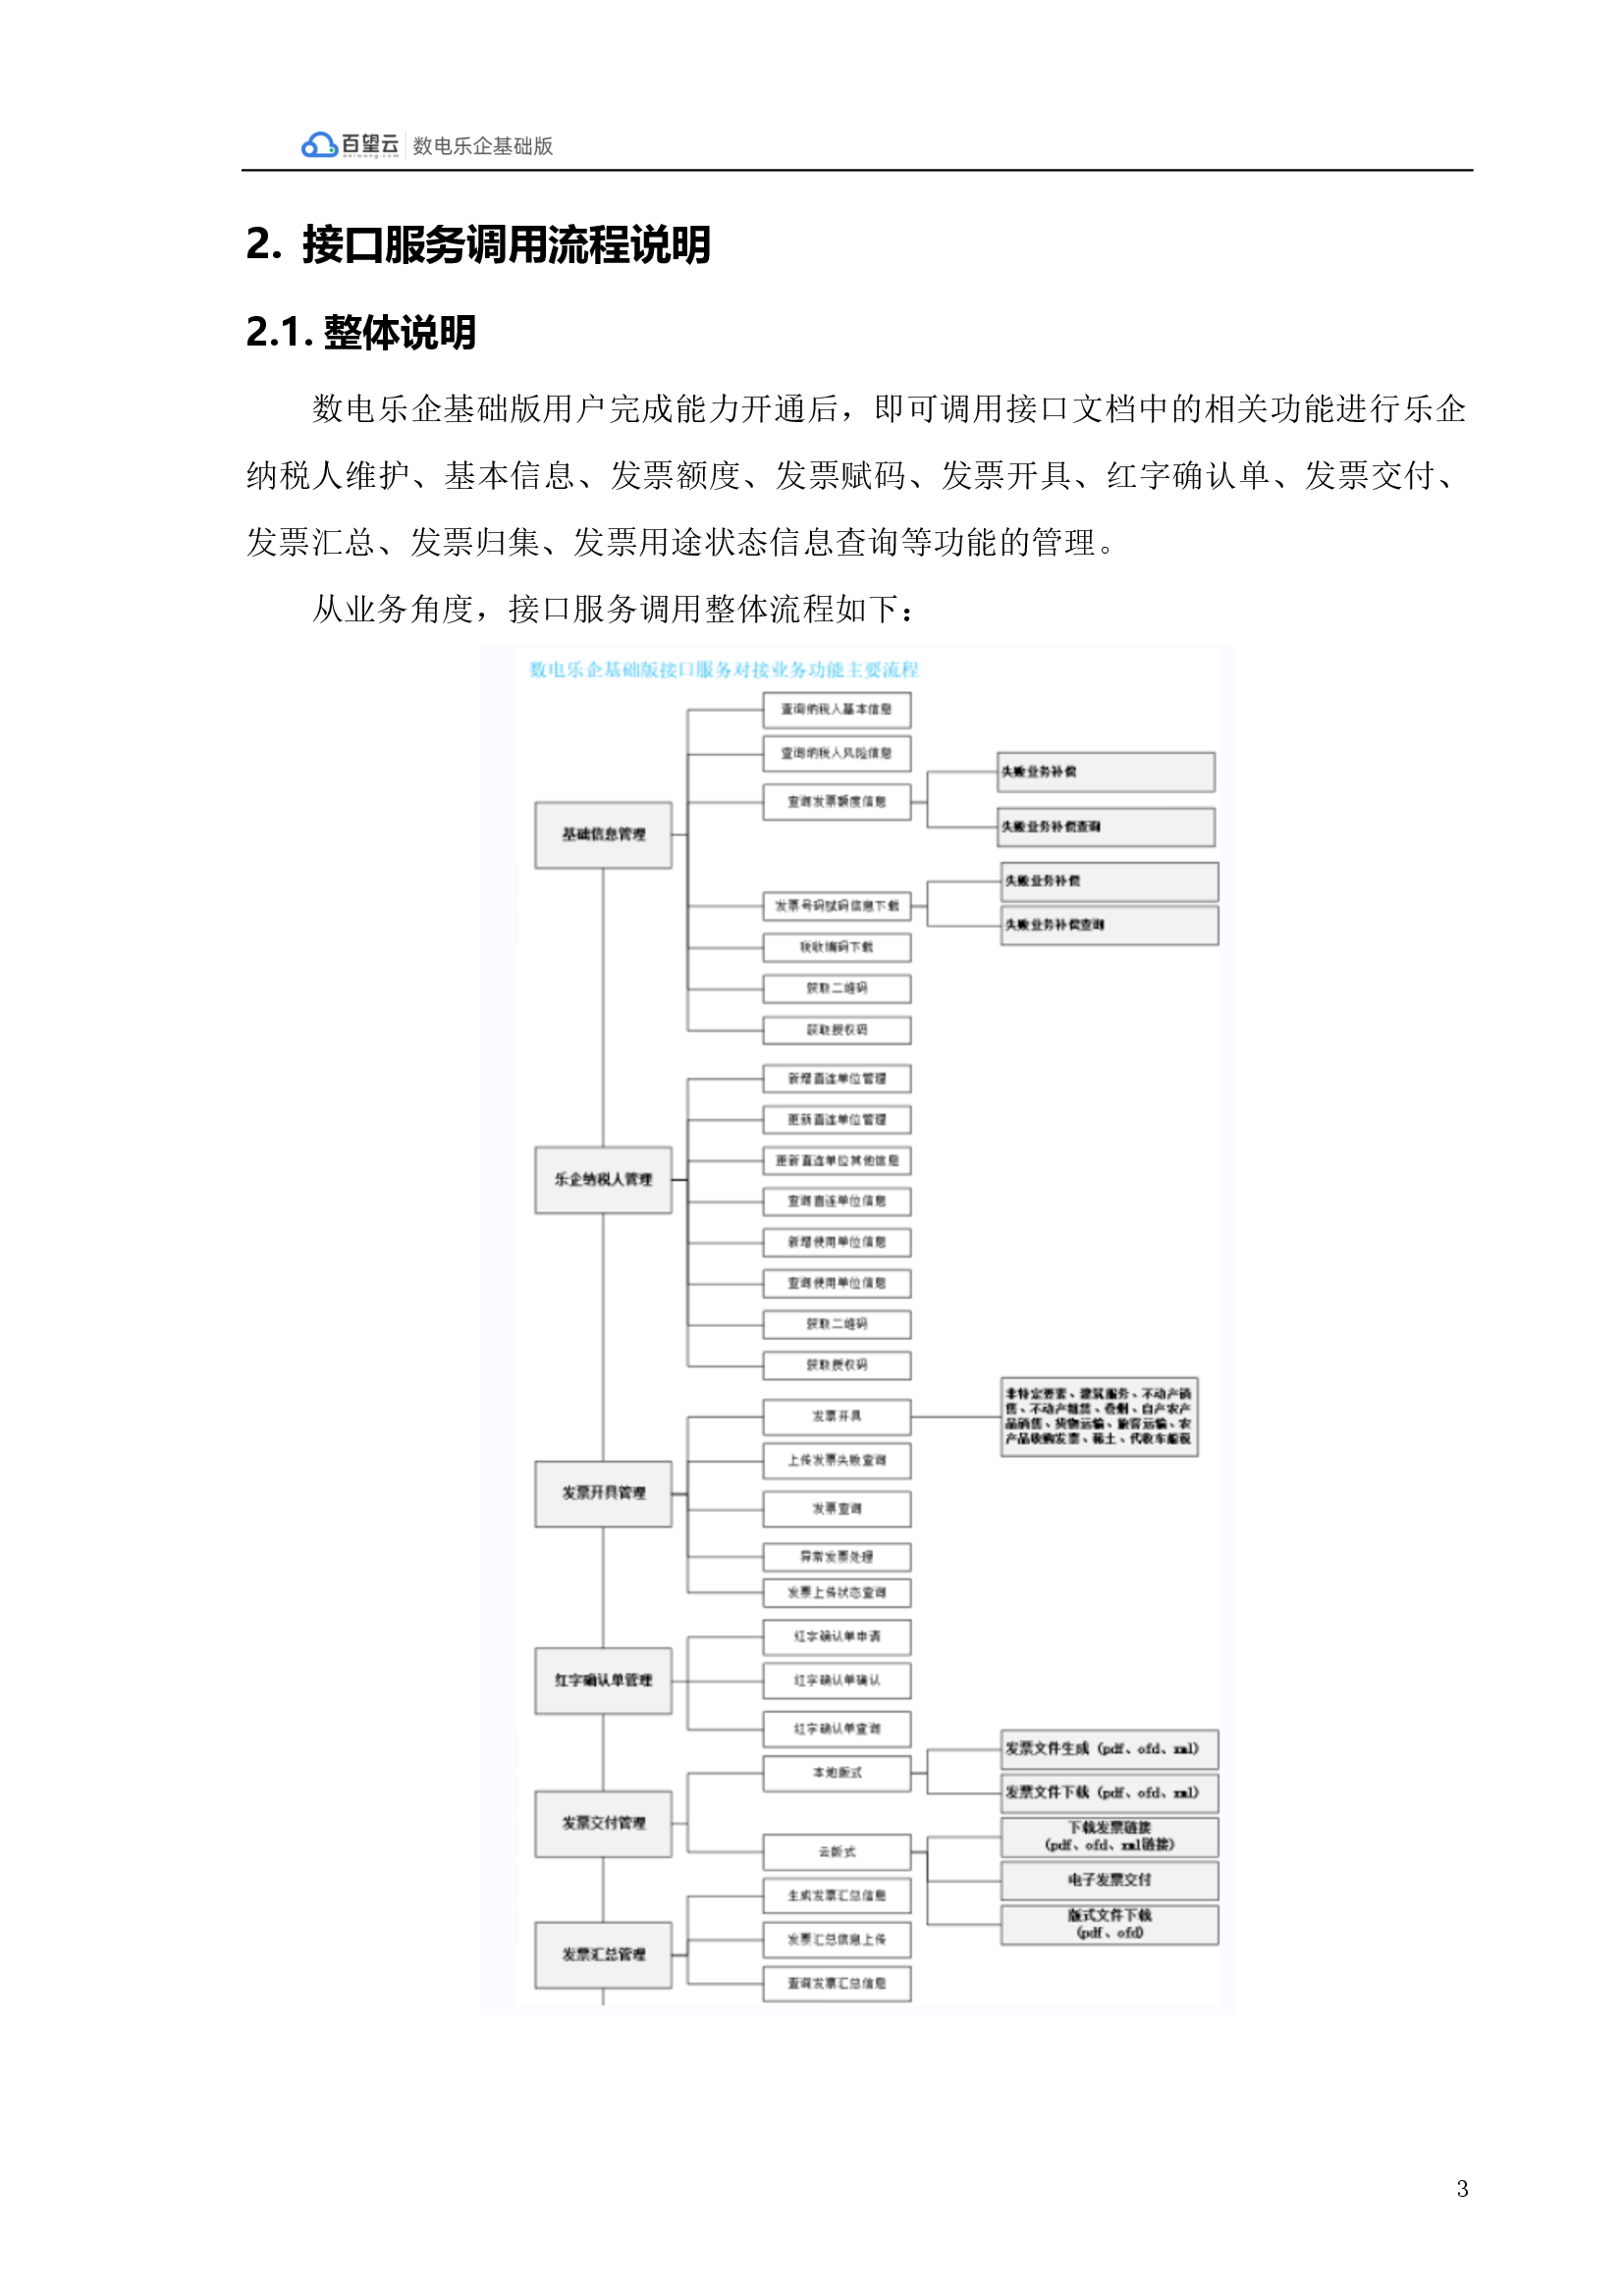 百望云
baiwang.com
数电乐企基础版
2. 接口服务调用流程说明
2.1. 整体说明
数电乐企基础版用户完成能力开通后，即可调用接口文档中的相关功能进行乐企
纳税人维护、基本信息、发票额度、发票赋码、发票开具、红字确认单、发票交付、
发票汇总、发票归集、发票用途状态信息查询等功能的管理。
从业务角度，接口服务调用整体流程如下：
数电乐企基础版接口服务对接业务功能主要流程
基础信息管理
查询纳税人基本信息
查询纳税人风险信息
查询发票额度信息
失败业务补偿
失败业务补偿查询
发票号码赋码信息下载
失败业务补偿
失败业务补偿查询
税收编码下载
获取二维码
获取授权码
乐企纳税人管理
新增直连单位管理
更新直连单位管理
更新直连单位其他信息
查询直连单位信息
新增使用单位信息
查询使用单位信息
获取二维码
获取授权码
发票开具管理
发票开具
非特定要素、建筑服务、不动产销
售、不动产租赁、卷烟、自产农产
品销售、货物运输、旅客运输、农
产品收购发票、稀土、代收车船税
上传发票失败查询
发票查询
异常发票处理
发票上传状态查询
红字确认单管理
红字确认单申请
红字确认单确认
红字确认单查询
发票交付管理
本地版式
发票文件生成（pdf、ofd、xml）
发票文件下载（pdf、ofd、xml）
云版式
下载发票链接
（pdf、ofd、xml链接）
电子发票交付
版式文件下载
（pdf、ofd）
发票汇总管理
生成发票汇总信息
发票汇总信息上传
查询发票汇总信息
3